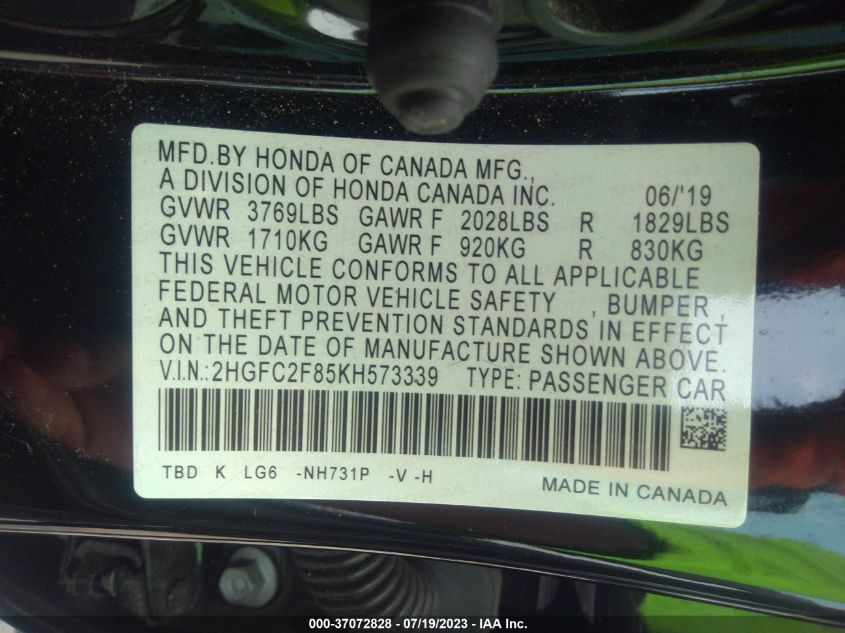 MFD.BY HONDA OF CANADA MFG.,
A DIVISION OF HONDA CANADA INC. 06/'19
GVWR 3769LBS GAWR F 2028LBS R 1829LBS
GVWR 1710KG GAWR F 920KG R 830KG
THIS VEHICLE CONFORMS TO ALL APPLICABLE
FEDERAL MOTOR VEHICLE SAFETY , BUMPER ,
AND THEFT PREVENTION STANDARDS IN EFFECT
ON THE DATE OF MANUFACTURE SHOWN ABOVE.
V.I.N.:2HGFC2F85KH573339 TYPE: PASSENGER CAR
TBD K LG6 -NH731P -V -H
MADE IN CANADA
000-37072828 - 07/19/2023 - IAA Inc.